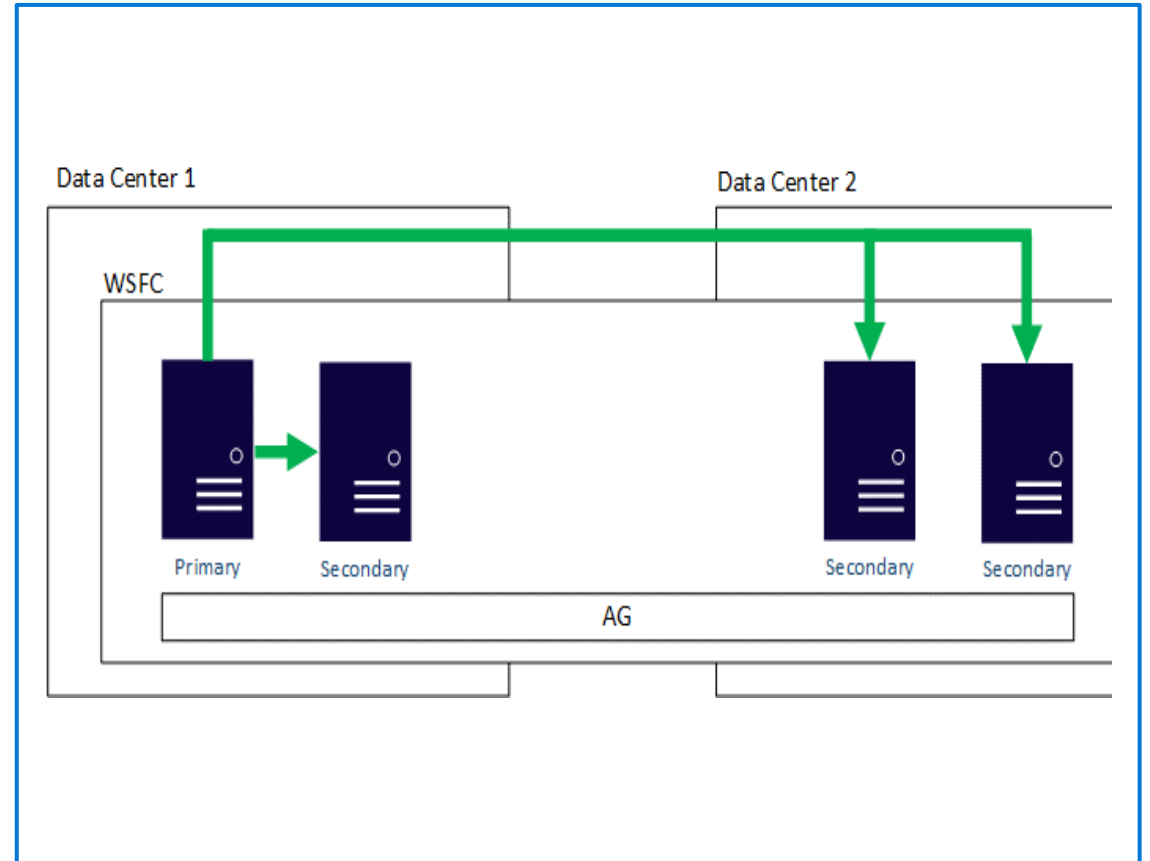 Data Center 1
Data Center 2
WSFC
Primary
Secondary
Secondary
Secondary
AG